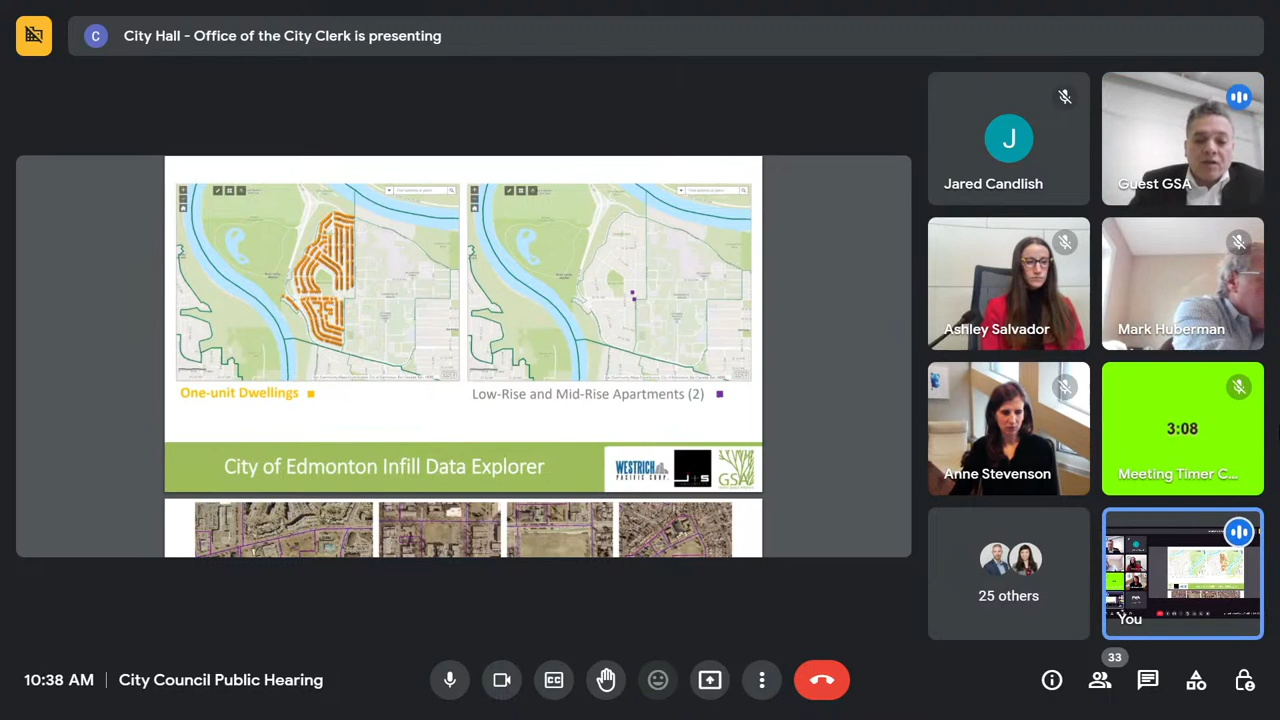 C
City Hall - Office of the City Clerk is presenting
One-unit Dwellings
Low-Rise and Mid-Rise Apartments (2)
City of Edmonton Infill Data Explorer
WESTRICH
PACIFIC CORP.
J+S
GSA
J
Jared Candlish
Guest GSA
Ashley Salvador
Mark Huberman
Anne Stevenson
3:08
Meeting Timer C...
25 others
You
10:38 AM
City Council Public Hearing
CC
33